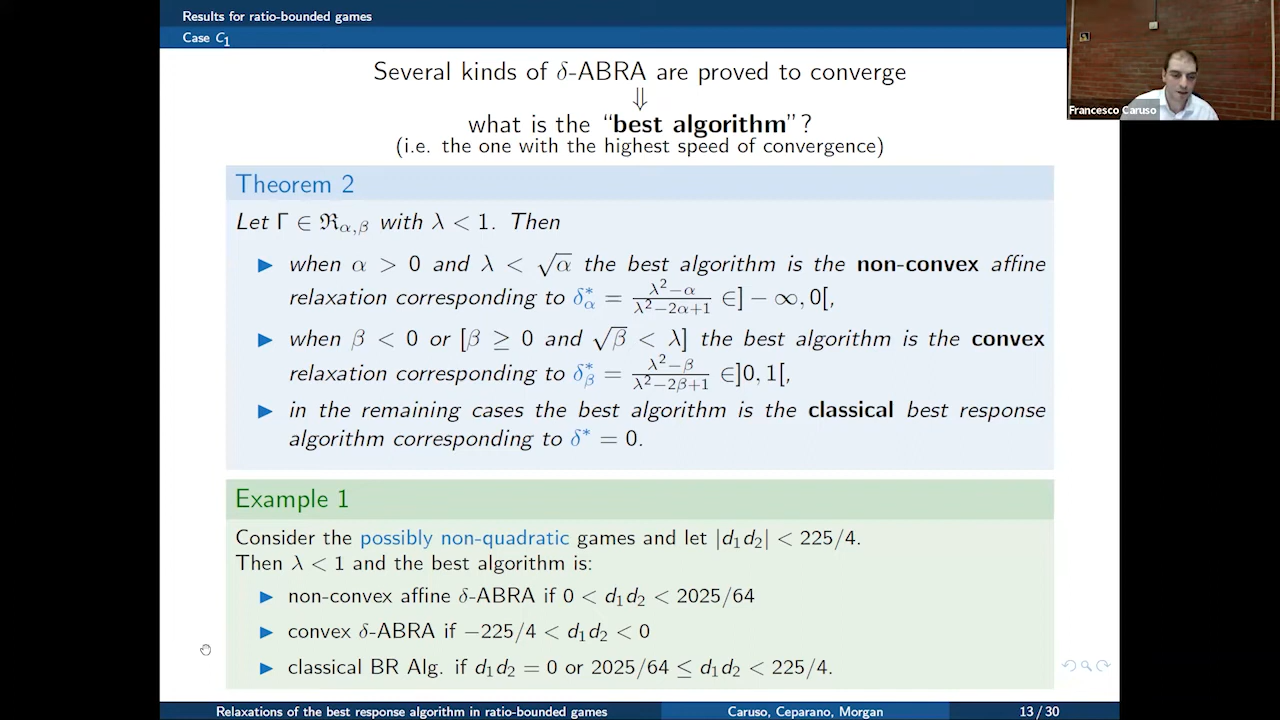 Results for ratio-bounded games
Case C₁
Several kinds of δ-ABRA are proved to converge
⇓
what is the “best algorithm”?
(i.e. the one with the highest speed of convergence)
Theorem 2
Let Γ ∈ ℜα,β with λ < 1. Then
▶ when α > 0 and λ < √α the best algorithm is the non-convex affine
relaxation corresponding to δ*α = (λ²−α)/(λ²−2α+1) ∈] − ∞, 0[,
▶ when β < 0 or [β ≥ 0 and √β < λ] the best algorithm is the convex
relaxation corresponding to δ*β = (λ²−β)/(λ²−2β+1) ∈]0, 1[,
▶ in the remaining cases the best algorithm is the classical best response
algorithm corresponding to δ* = 0.
Example 1
Consider the possibly non-quadratic games and let |d₁d₂| < 225/4.
Then λ < 1 and the best algorithm is:
▶ non-convex affine δ-ABRA if 0 < d₁d₂ < 2025/64
▶ convex δ-ABRA if −225/4 < d₁d₂ < 0
▶ classical BR Alg. if d₁d₂ = 0 or 2025/64 ≤ d₁d₂ < 225/4.
Relaxations of the best response algorithm in ratio-bounded games
Caruso, Ceparano, Morgan
13 / 30
Francesco Caruso